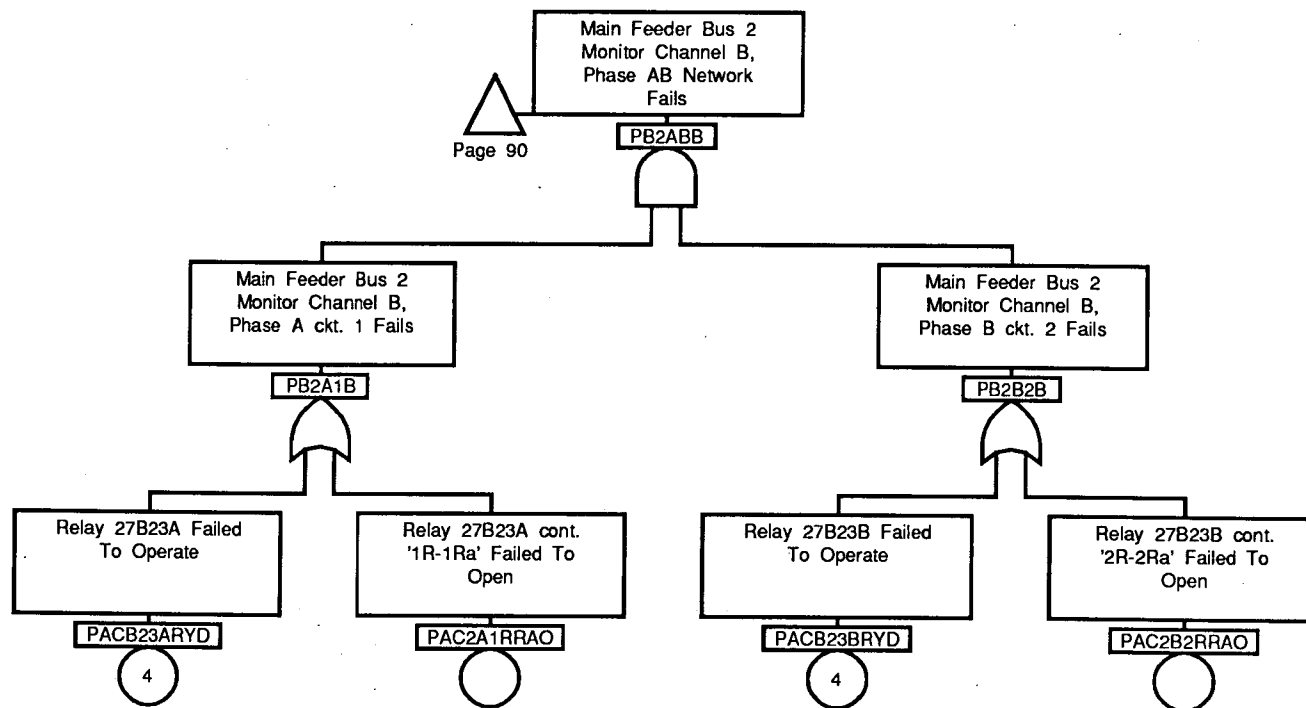 Main Feeder Bus 2
Monitor Channel B,
Phase AB Network
Fails
Page 90
PB2ABB
Main Feeder Bus 2
Monitor Channel B,
Phase A ckt. 1 Fails
PB2A1B
Main Feeder Bus 2
Monitor Channel B,
Phase B ckt. 2 Fails
PB2B2B
Relay 27B23A Failed
To Operate
PACB23ARYD
4
Relay 27B23A cont.
'1R-1Ra' Failed To
Open
PAC2A1RRAO
Relay 27B23B Failed
To Operate
PACB23BRYD
4
Relay 27B23B cont.
'2R-2Ra' Failed To
Open
PAC2B2RRAO